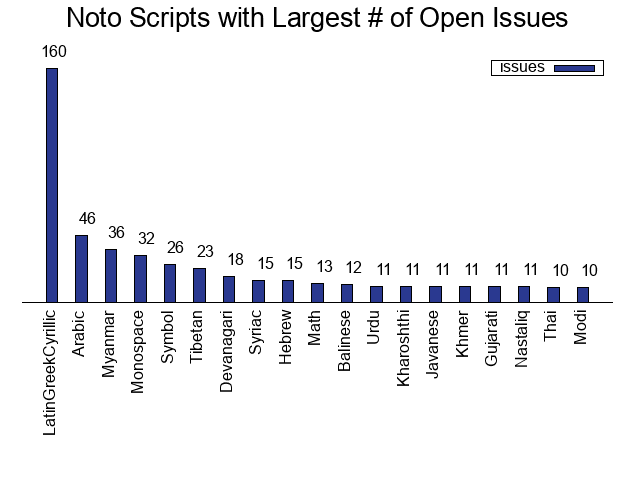 Noto Scripts with Largest # of Open Issues
issues
160
46
36
32
26
23
18
15
15
13
12
11
11
11
11
11
11
10
10
LatinGreekCyrillic
Arabic
Myanmar
Monospace
Symbol
Tibetan
Devanagari
Syriac
Hebrew
Math
Balinese
Urdu
Kharoshthi
Javanese
Khmer
Gujarati
Nastaliq
Thai
Modi